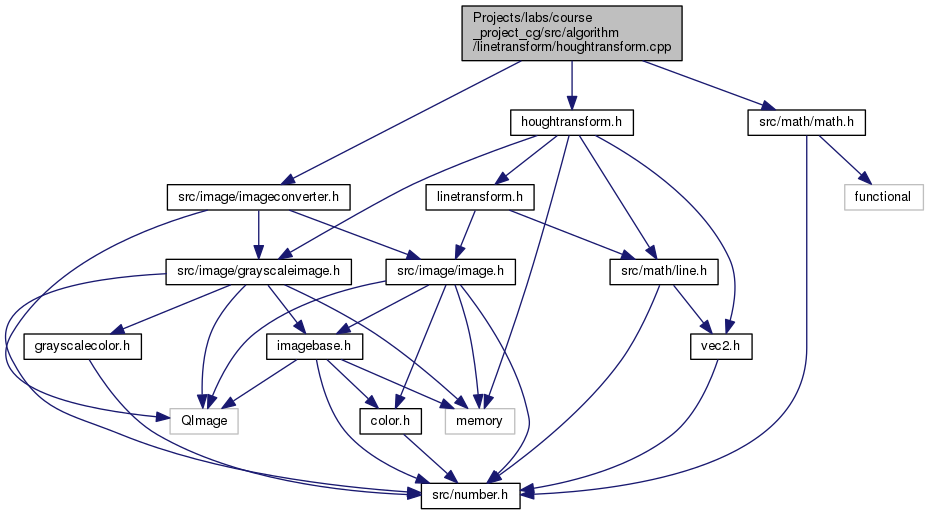 Projects/labs/course
_project_cg/src/algorithm
/linetransform/houghtransform.cpp
houghtransform.h
src/math/math.h
src/image/imageconverter.h
linetransform.h
functional
src/image/grayscaleimage.h
src/image/image.h
src/math/line.h
grayscalecolor.h
imagebase.h
vec2.h
QImage
color.h
memory
src/number.h